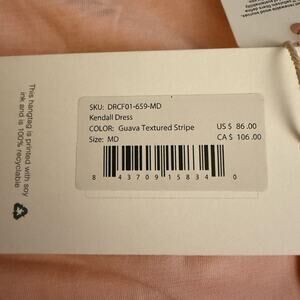 SKU: DRCF01-659-MD
Kendall Dress
COLOR: Guava Textured Stripe US $ 86.00
Size: MD CA $ 106.00
8 43709 15834 0
This hangtag is printed with soy
ink and is 100% recyclable